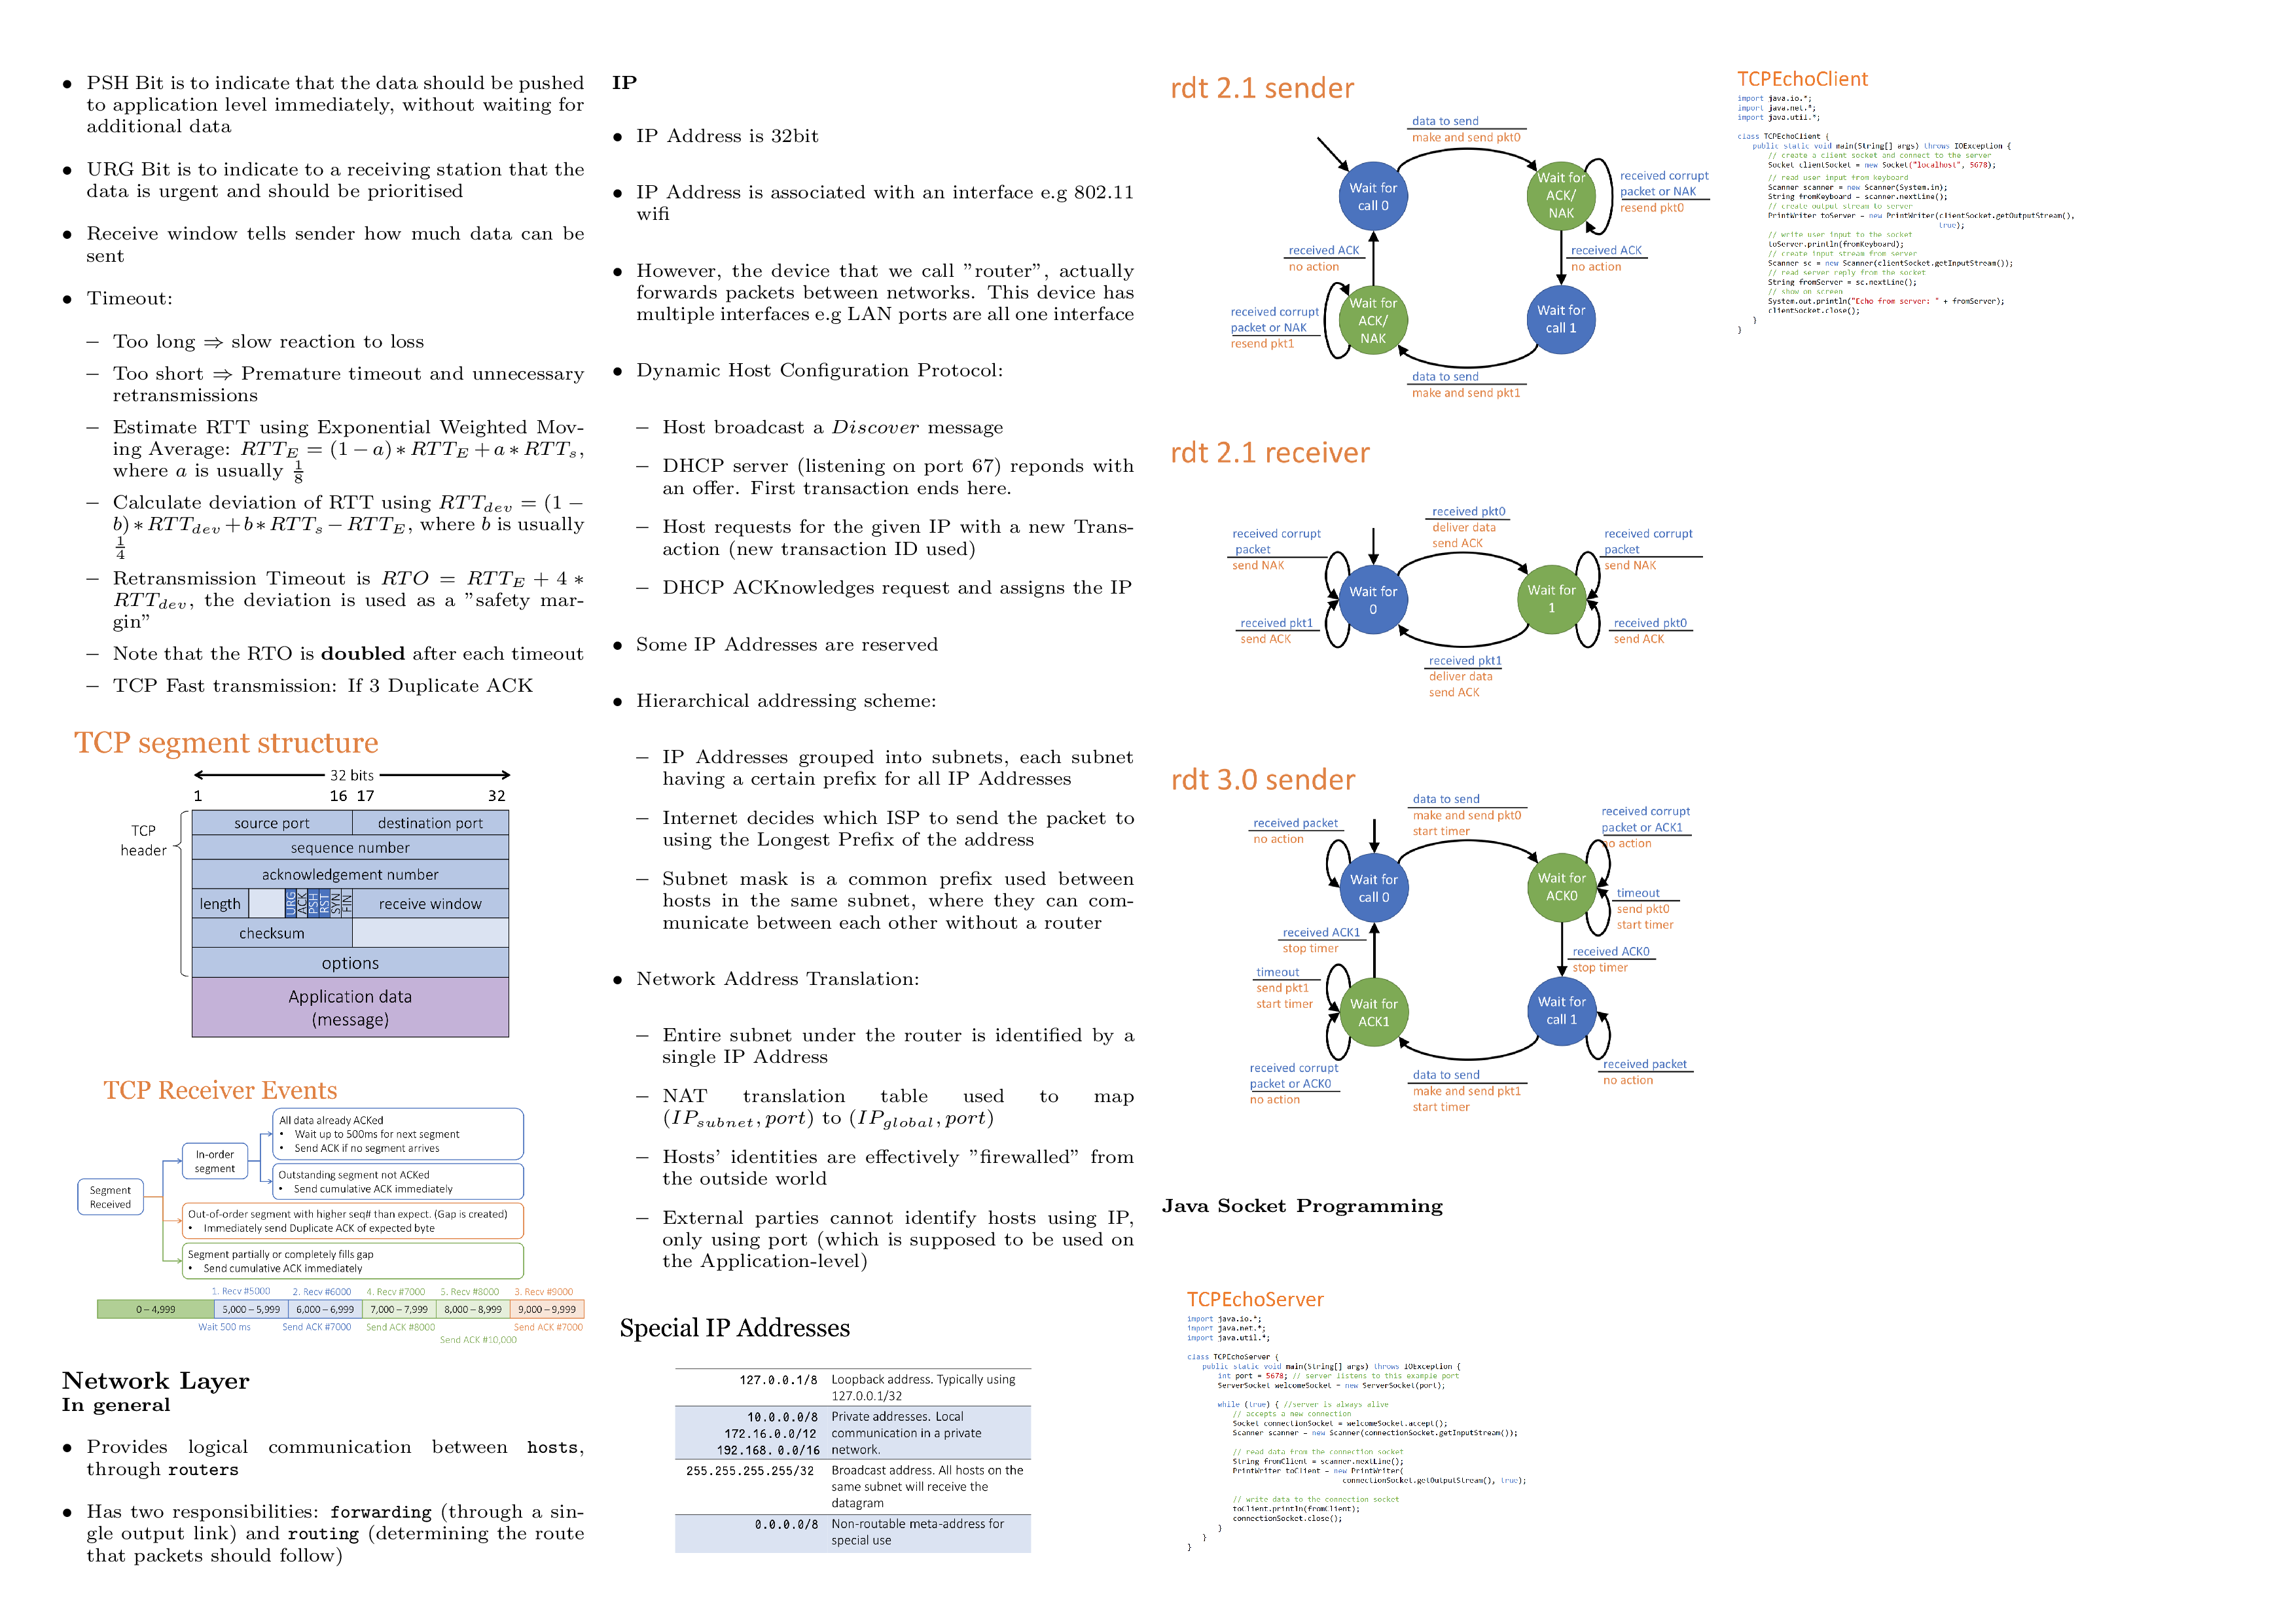 • PSH Bit is to indicate that the data should be pushed
to application level immediately, without waiting for
additional data
• URG Bit is to indicate to a receiving station that the
data is urgent and should be prioritised
• Receive window tells sender how much data can be
sent
• Timeout:
– Too long ⇒ slow reaction to loss
– Too short ⇒ Premature timeout and unnecessary
retransmissions
– Estimate RTT using Exponential Weighted Mov-
ing Average: RTT_E = (1 − a) ∗ RTT_E + a ∗ RTT_s,
where a is usually 1/8
– Calculate deviation of RTT using RTT_dev = (1 −
b) ∗ RTT_dev + b ∗ RTT_s − RTT_E, where b is usually
1/4
– Retransmission Timeout is RTO = RTT_E + 4 ∗
RTT_dev, the deviation is used as a ”safety mar-
gin”
– Note that the RTO is doubled after each timeout
– TCP Fast transmission: If 3 Duplicate ACK
TCP segment structure
32 bits
1 16 17 32
TCP
header
source port destination port
sequence number
acknowledgement number
length URG ACK PSH RST SYN FIN receive window
checksum
options
Application data
(message)
TCP Receiver Events
Segment
Received
In-order
segment
All data already ACKed
• Wait up to 500ms for next segment
• Send ACK if no segment arrives
Outstanding segment not ACKed
• Send cumulative ACK immediately
Out-of-order segment with higher seq# than expect. (Gap is created)
• Immediately send Duplicate ACK of expected byte
Segment partially or completely fills gap
• Send cumulative ACK immediately
1. Recv #5000 2. Recv #6000 4. Recv #7000 5. Recv #8000 3. Recv #9000
0 – 4,999 5,000 – 5,999 6,000 – 6,999 7,000 – 7,999 8,000 – 8,999 9,000 – 9,999
Wait 500 ms Send ACK #7000 Send ACK #8000 Send ACK #7000
Send ACK #10,000
Network Layer
In general
• Provides logical communication between hosts,
through routers
• Has two responsibilities: forwarding (through a sin-
gle output link) and routing (determining the route
that packets should follow)
IP
• IP Address is 32bit
• IP Address is associated with an interface e.g 802.11
wifi
• However, the device that we call ”router”, actually
forwards packets between networks. This device has
multiple interfaces e.g LAN ports are all one interface
• Dynamic Host Configuration Protocol:
– Host broadcast a Discover message
– DHCP server (listening on port 67) reponds with
an offer. First transaction ends here.
– Host requests for the given IP with a new Trans-
action (new transaction ID used)
– DHCP ACKnowledges request and assigns the IP
• Some IP Addresses are reserved
• Hierarchical addressing scheme:
– IP Addresses grouped into subnets, each subnet
having a certain prefix for all IP Addresses
– Internet decides which ISP to send the packet to
using the Longest Prefix of the address
– Subnet mask is a common prefix used between
hosts in the same subnet, where they can com-
municate between each other without a router
• Network Address Translation:
– Entire subnet under the router is identified by a
single IP Address
– NAT translation table used to map
(IP_subnet, port) to (IP_global, port)
– Hosts’ identities are effectively ”firewalled” from
the outside world
– External parties cannot identify hosts using IP,
only using port (which is supposed to be used on
the Application-level)
Special IP Addresses
127.0.0.1/8 Loopback address. Typically using
127.0.0.1/32
10.0.0.0/8 Private addresses. Local
172.16.0.0/12 communication in a private
192.168. 0.0/16 network.
255.255.255.255/32 Broadcast address. All hosts on the
same subnet will receive the
datagram
0.0.0.0/8 Non-routable meta-address for
special use
rdt 2.1 sender
data to send
make and send pkt0
Wait for
call 0
Wait for
ACK/
NAK
received corrupt
packet or NAK
resend pkt0
received ACK
no action
received ACK
no action
received corrupt
packet or NAK
resend pkt1
Wait for
ACK/
NAK
Wait for
call 1
data to send
make and send pkt1
rdt 2.1 receiver
received pkt0
deliver data
send ACK
received corrupt
packet
send NAK
received corrupt
packet
send NAK
Wait for
0
Wait for
1
received pkt1
send ACK
received pkt0
send ACK
received pkt1
deliver data
send ACK
rdt 3.0 sender
data to send
make and send pkt0
start timer
received packet
no action
received corrupt
packet or ACK1
no action
Wait for
call 0
Wait for
ACK0
timeout
send pkt0
start timer
received ACK1
stop timer
received ACK0
stop timer
timeout
send pkt1
start timer
Wait for
ACK1
Wait for
call 1
received corrupt
packet or ACK0
no action
data to send
make and send pkt1
start timer
received packet
no action
Java Socket Programming
TCPEchoServer
import java.io.*;
import java.net.*;
import java.util.*;
class TCPEchoServer {
public static void main(String[] args) throws IOException {
int port = 5678; // server listens to this example port
ServerSocket welcomeSocket = new ServerSocket(port);
while (true) { //server is always alive
// accepts a new connection
Socket connectionSocket = welcomeSocket.accept();
Scanner scanner = new Scanner(connectionSocket.getInputStream());
// read data from the connection socket
String fromClient = scanner.nextLine();
PrintWriter toClient = new PrintWriter(
connectionSocket.getOutputStream(), true);
// write data to the connection socket
toClient.println(fromClient);
connectionSocket.close();
}
}
}
TCPEchoClient
import java.io.*;
import java.net.*;
import java.util.*;
class TCPEchoClient {
public static void main(String[] args) throws IOException {
// create a client socket and connect to the server
Socket clientSocket = new Socket("localhost", 5678);
// read user input from keyboard
Scanner scanner = new Scanner(System.in);
String fromKeyboard = scanner.nextLine();
// create output stream to server
PrintWriter toServer = new PrintWriter(clientSocket.getOutputStream(),
true);
// write user input to the socket
toServer.println(fromKeyboard);
// create input stream from server
Scanner sc = new Scanner(clientSocket.getInputStream());
// read server reply from the socket
String fromServer = sc.nextLine();
// show on screen
System.out.println("Echo from server: " + fromServer);
clientSocket.close();
}
}